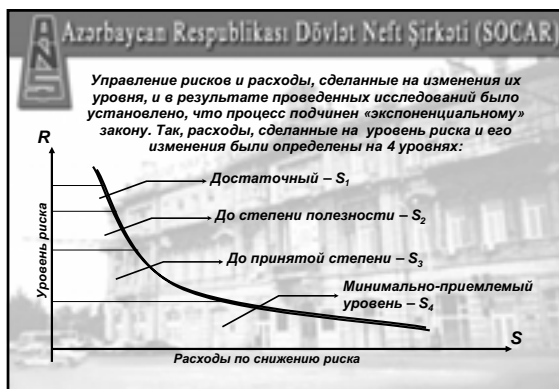 Azərbaycan Respublikası Dövlət Neft Şirkəti (SOCAR)
Управление рисков и расходы, сделанные на изменения их
уровня, и в результате проведенных исследований было
установлено, что процесс подчинен «экспоненциальному»
закону. Так, расходы, сделанные на уровень риска и его
изменения были определены на 4 уровнях:
R
Достаточный – S1
До степени полезности – S2
До принятой степени – S3
Минимально-приемлемый
уровень – S4
Уровень риска
S
Расходы по снижению риска